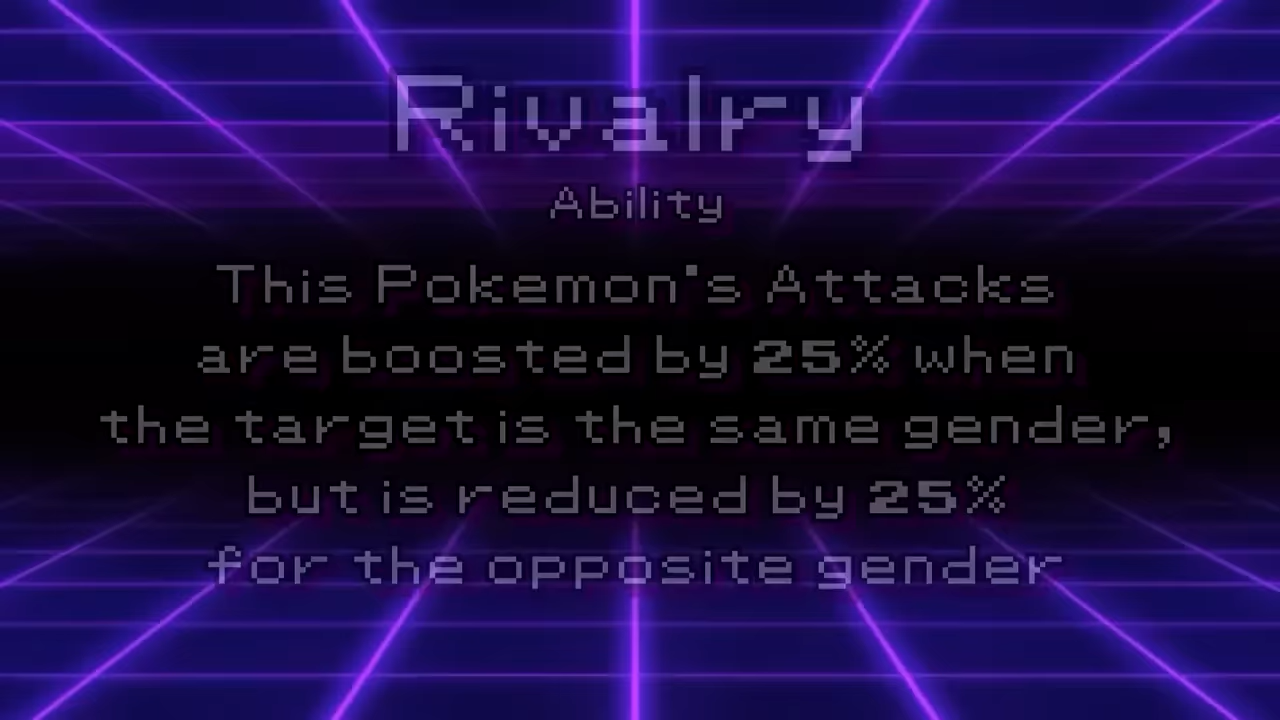 Rivalry
Ability
This Pokemon's Attacks
are boosted by 25% when
the target is the same gender,
but is reduced by 25%
for the opposite gender